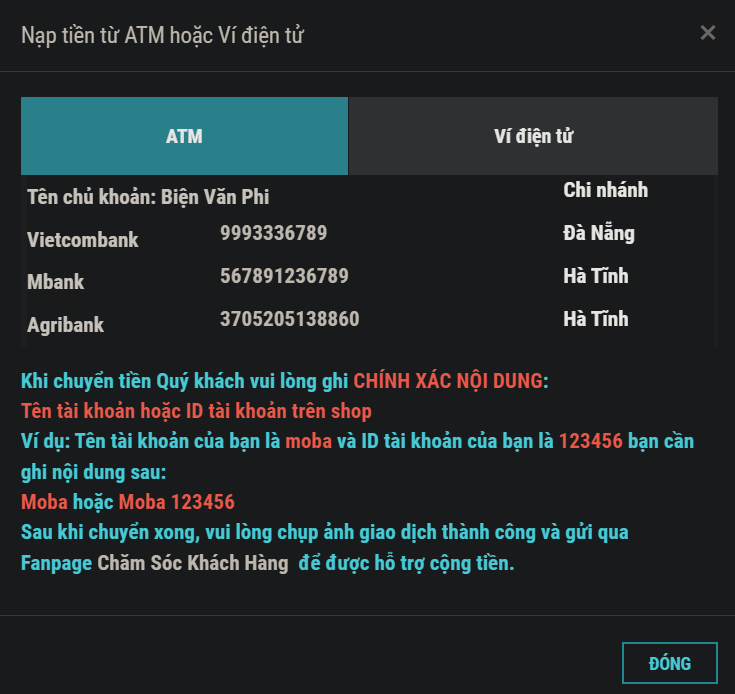 Nạp tiền từ ATM hoặc Ví điện tử
ATM
Ví điện tử
Tên chủ khoản: Biện Văn Phi Chi nhánh
Vietcombank 9993336789 Đà Nẵng
Mbank 567891236789 Hà Tĩnh
Agribank 3705205138860 Hà Tĩnh
Khi chuyển tiền Quý khách vui lòng ghi CHÍNH XÁC NỘI DUNG:
Tên tài khoản hoặc ID tài khoản trên shop
Ví dụ: Tên tài khoản của bạn là moba và ID tài khoản của bạn là 123456 bạn cần
ghi nội dung sau:
Moba hoặc Moba 123456
Sau khi chuyển xong, vui lòng chụp ảnh giao dịch thành công và gửi qua
Fanpage Chăm Sóc Khách Hàng để được hỗ trợ cộng tiền.
ĐÓNG